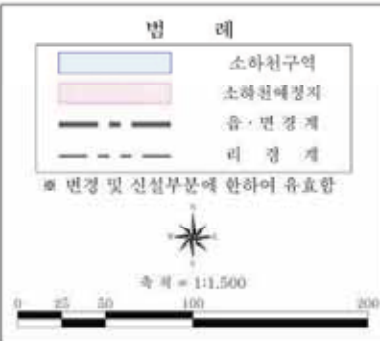 범 례
소하천구역
소하천예정지
읍·면경계
리 경 계
※ 변경 및 신설부분에 한하여 유효함
N
축 척 = 1:1,500
0 25 50 100 200